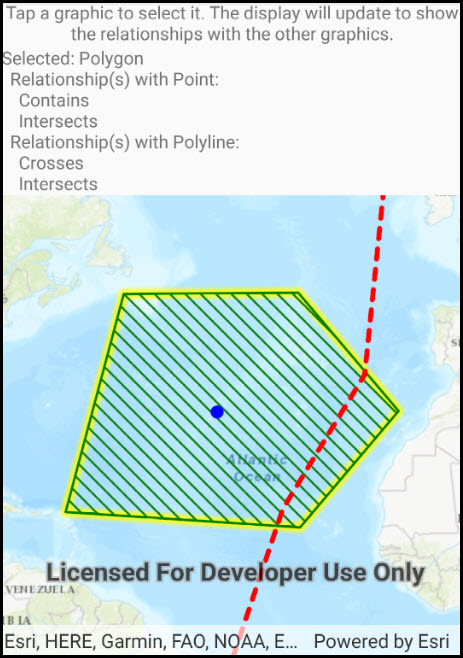 Tap a graphic to select it. The display will update to show
the relationships with the other graphics.
Selected: Polygon
Relationship(s) with Point:
Contains
Intersects
Relationship(s) with Polyline:
Crosses
Intersects
Atlantic
Ocean
Licensed For Developer Use Only
VENEZUELA
Esri, HERE, Garmin, FAO, NOAA, E... Powered by Esri